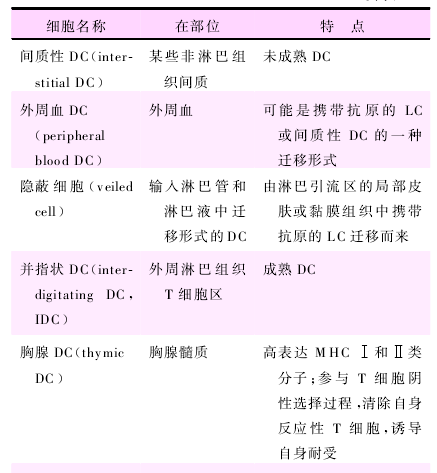 细胞名称 在部位 特 点
间质性 DC(inter- 某些非淋巴组 未成熟 DC
stitial DC) 织间质
外周血 DC 外周血 可能是携带抗原的 LC
(peripheral 或间质性 DC 的一种
blood DC) 迁移形式
隐蔽细胞(veiled 输入淋巴管和 由淋巴引流区的局部皮
cell) 淋巴液中迁 肤或黏膜组织中携带
移形式的DC 抗原的 LC 迁移而来
并指状 DC(inter- 外周淋巴组织 成熟 DC
digitating DC, T 细胞区
IDC)
胸腺 DC(thymic 胸腺髓质 高表达 MHC Ⅰ和Ⅱ类
DC) 分子;参与 T 细胞阴
性选择过程,清除自身
反应性 T 细胞,诱导
自身耐受